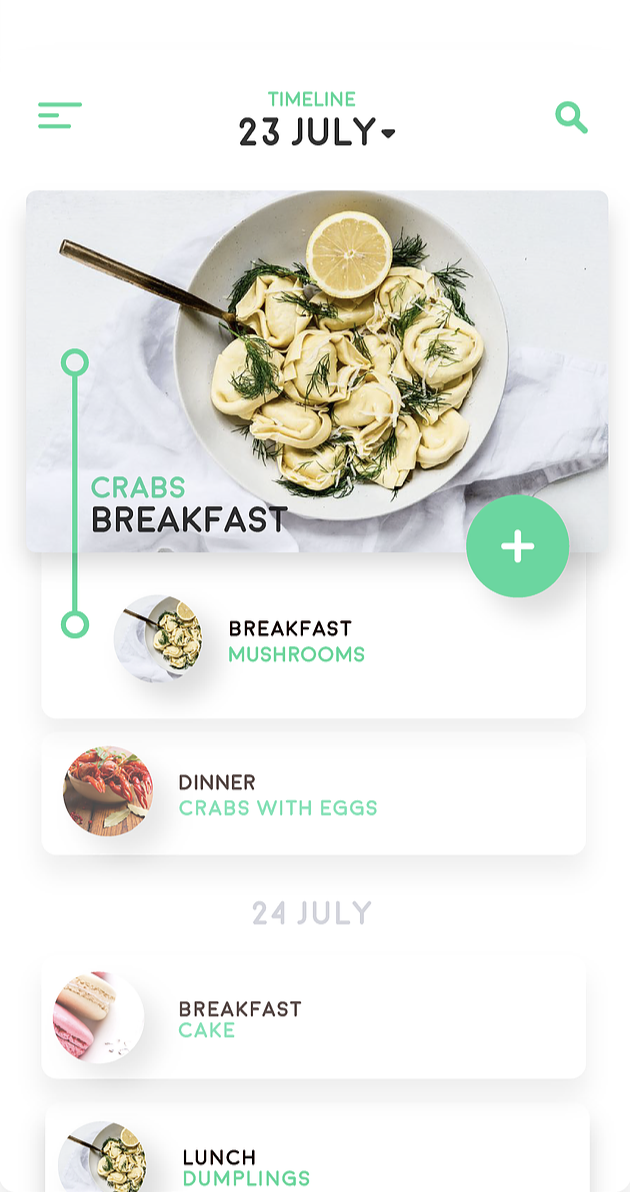 TIMELINE
23 JULY
CRABS
BREAKFAST
BREAKFAST
MUSHROOMS
DINNER
CRABS WITH EGGS
24 JULY
BREAKFAST
CAKE
LUNCH
DUMPLINGS